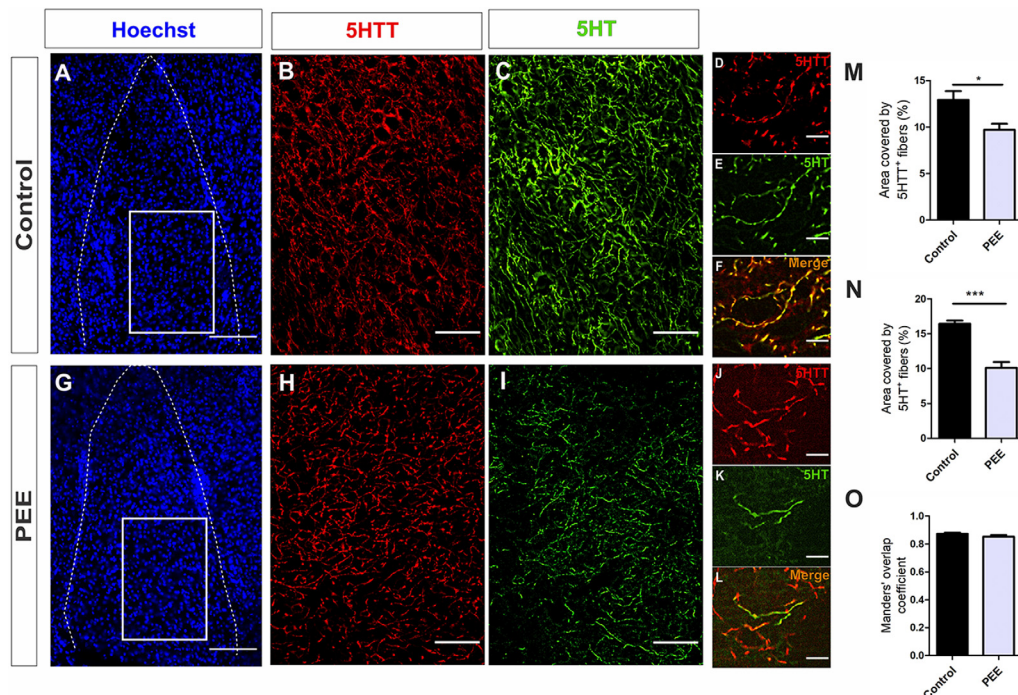 Hoechst
5HTT
5HT
Control
A
B
C
D
5HTT
E
5HT
F
Merge
PEE
G
H
I
J
5HTT
K
5HT
L
Merge
M
Area covered by
5HTT⁺ fibers (%)
15
10
5
0
*
Control
PEE
N
Area covered by
5HT⁺ fibers (%)
20
15
10
5
0
***
Control
PEE
O
Manders' overlap
coefficient
1.0
0.8
0.6
0.4
0.2
0.0
Control
PEE